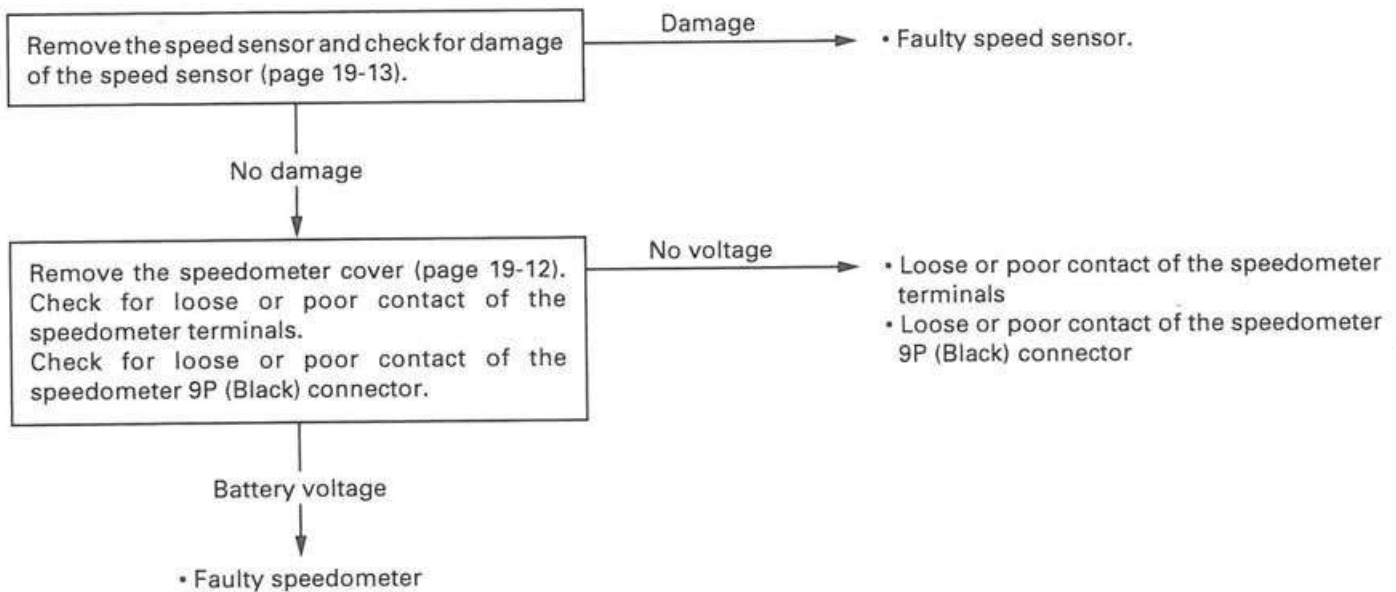 Remove the speed sensor and check for damage
of the speed sensor (page 19-13).
Damage
• Faulty speed sensor.
No damage
Remove the speedometer cover (page 19-12).
Check for loose or poor contact of the
speedometer terminals.
Check for loose or poor contact of the
speedometer 9P (Black) connector.
No voltage
• Loose or poor contact of the speedometer
terminals
• Loose or poor contact of the speedometer
9P (Black) connector
Battery voltage
• Faulty speedometer